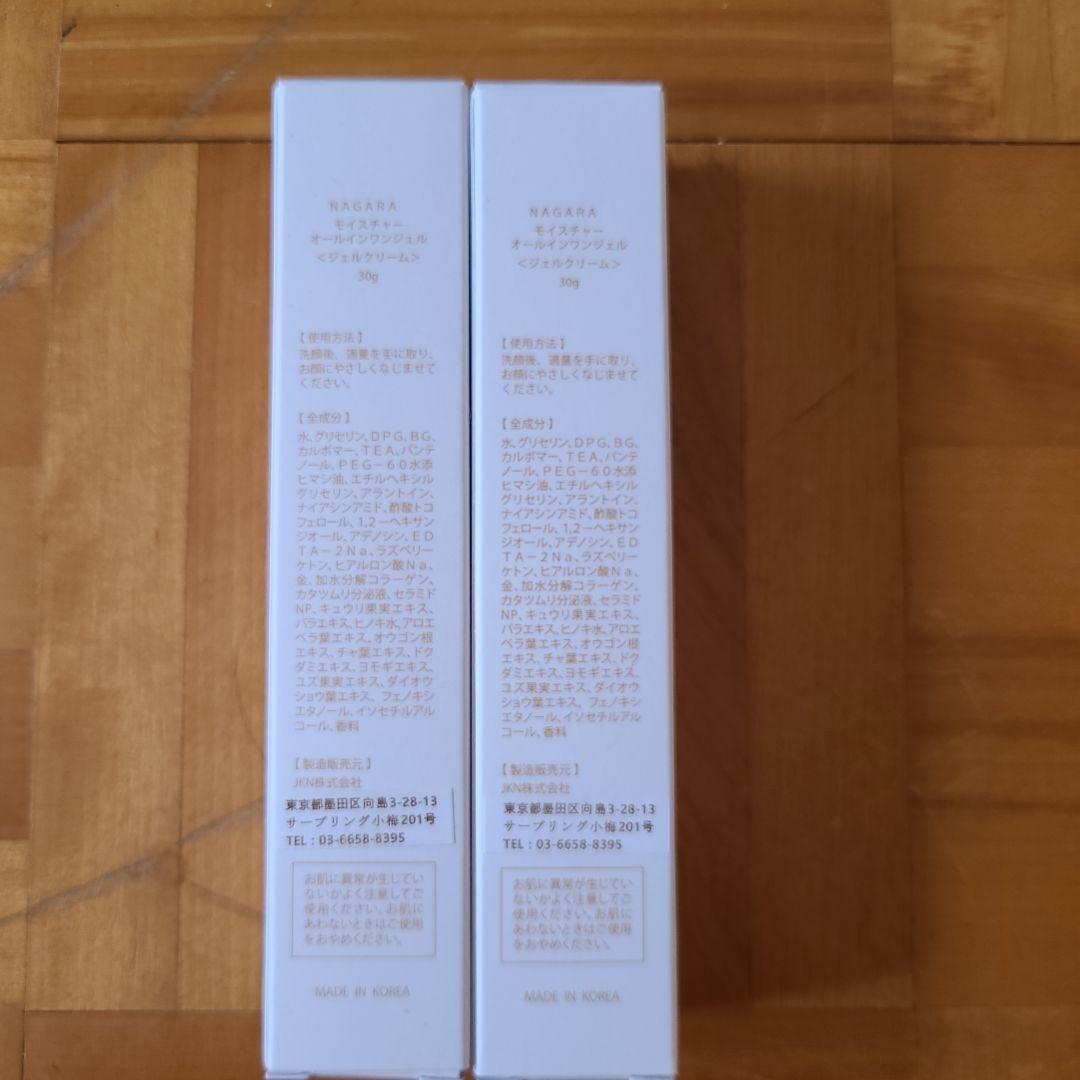 NAGARA
モイスチャー
オールインワンジェル
＜ジェルクリーム＞
30g
【使用方法】
洗顔後、適量を手に取り、
お顔にやさしくなじませて
ください。
【全成分】
水、グリセリン、DPG、BG、
カルボマー、TEA、パンテ
ノール、PEG－60水添
ヒマシ油、エチルヘキシル
グリセリン、アラントイン、
ナイアシンアミド、酢酸トコ
フェロール、1,2－ヘキサン
ジオール、アデノシン、ED
TA－2Na、ラズベリー
ケトン、ヒアルロン酸Na、
金、加水分解コラーゲン、
カタツムリ分泌液、セラミド
NP、キュウリ果実エキス、
バラエキス、ヒノキ水、アロエ
ベラ葉エキス、オウゴン根
エキス、チャ葉エキス、ドク
ダミエキス、ヨモギエキス、
ユズ果実エキス、ダイオウ
ショウ葉エキス、フェノキシ
エタノール、イソセチルアル
コール、香料
【製造販売元】
JKN株式会社
東京都墨田区向島3-28-13
サーブリング小梅201号
TEL：03-6658-8395
お肌に異常が生じてい
ないかよく注意してご
使用ください。お肌に
あわないときはご使用
をおやめください。
MADE IN KOREA
NAGARA
モイスチャー
オールインワンジェル
＜ジェルクリーム＞
30g
【使用方法】
洗顔後、適量を手に取り、
お顔にやさしくなじませて
ください。
【全成分】
水、グリセリン、DPG、BG、
カルボマー、TEA、パンテ
ノール、PEG－60水添
ヒマシ油、エチルヘキシル
グリセリン、アラントイン、
ナイアシンアミド、酢酸トコ
フェロール、1,2－ヘキサン
ジオール、アデノシン、ED
TA－2Na、ラズベリー
ケトン、ヒアルロン酸Na、
金、加水分解コラーゲン、
カタツムリ分泌液、セラミド
NP、キュウリ果実エキス、
バラエキス、ヒノキ水、アロエ
ベラ葉エキス、オウゴン根
エキス、チャ葉エキス、ドク
ダミエキス、ヨモギエキス、
ユズ果実エキス、ダイオウ
ショウ葉エキス、フェノキシ
エタノール、イソセチルアル
コール、香料
【製造販売元】
JKN株式会社
東京都墨田区向島3-28-13
サーブリング小梅201号
TEL：03-6658-8395
お肌に異常が生じてい
ないかよく注意してご
使用ください。お肌に
あわないときはご使用
をおやめください。
MADE IN KOREA